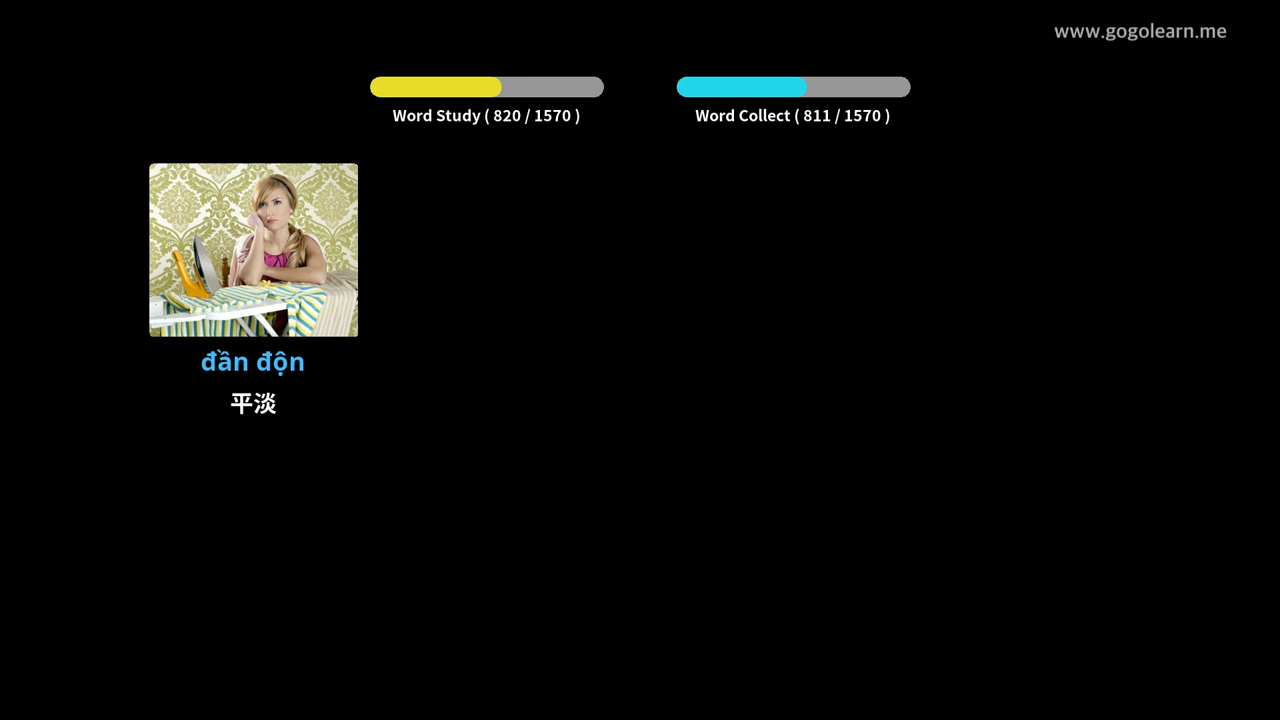 www.gogolearn.me
Word Study ( 820 / 1570 )
Word Collect ( 811 / 1570 )
đần độn
平淡